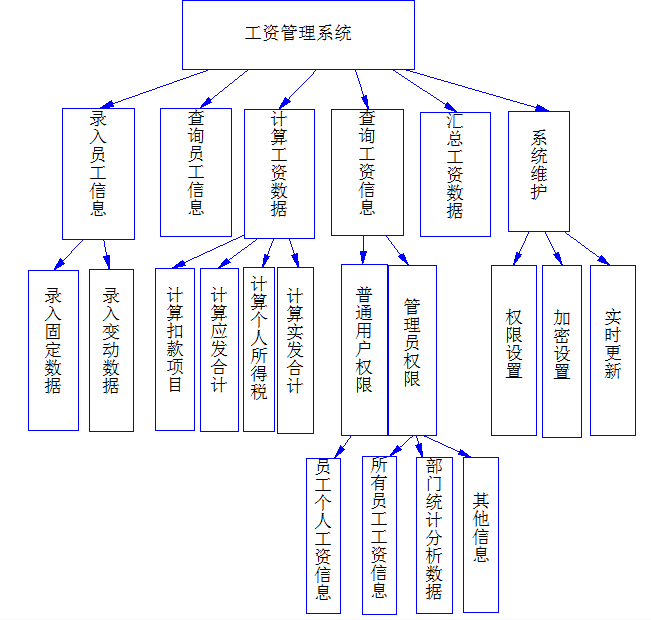 工资管理系统
录入员工信息
查询员工信息
计算工资数据
查询工资信息
汇总工资数据
系统维护
录入固定数据
录入变动数据
计算扣款项目
计算应发合计
计算个人所得税
计算实发合计
普通用户权限
管理员权限
权限设置
加密设置
实时更新
员工个人工资信息
所有员工工资信息
部门统计分析数据
其他信息